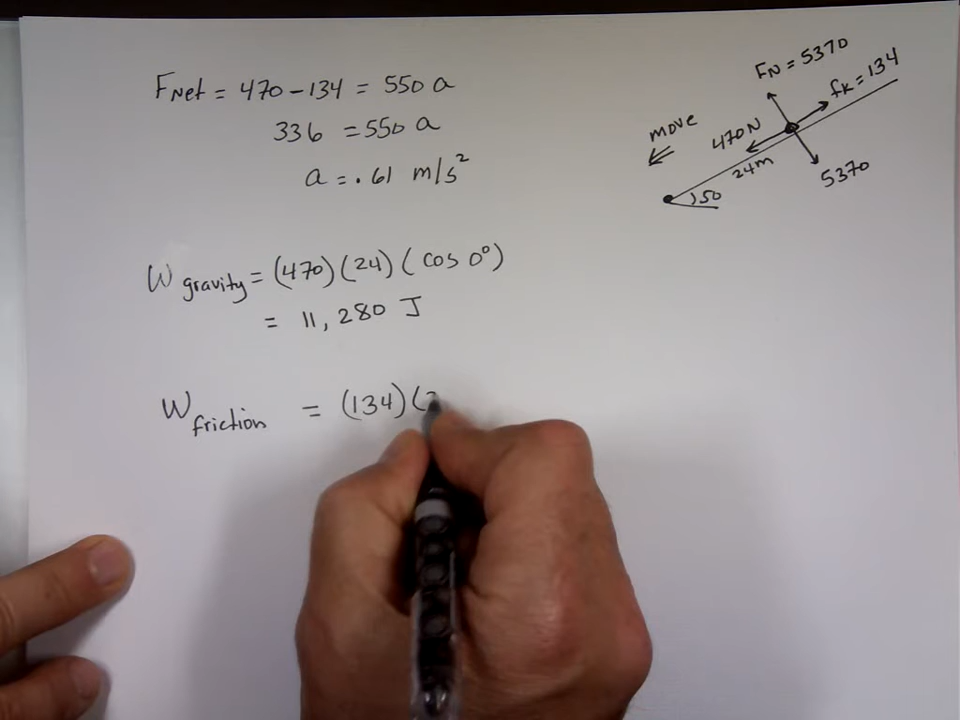 FNet = 470 - 134 = 550 a
336 = 550 a
a = .61 m/s²
W gravity = (470)(24)(cos 0°)
= 11,280 J
W friction = (134)(
FN = 5370
fk = 134
move
470N
24m
5370